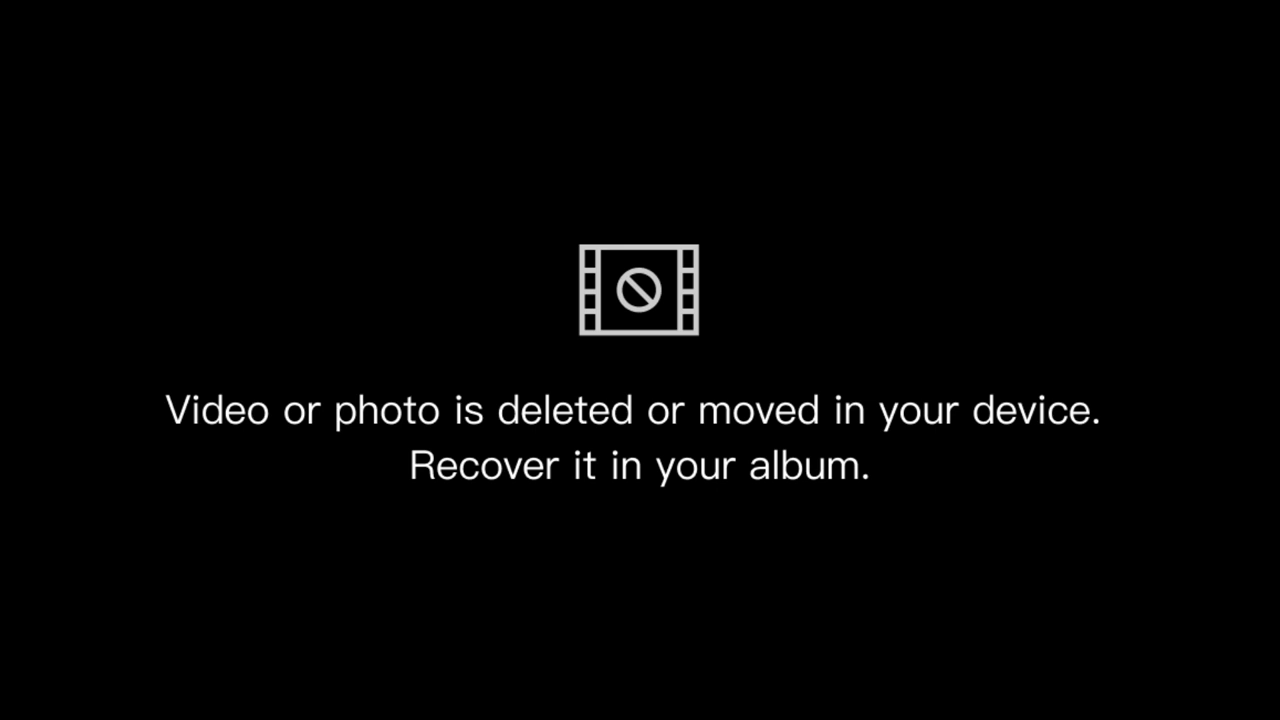 Video or photo is deleted or moved in your device.
Recover it in your album.